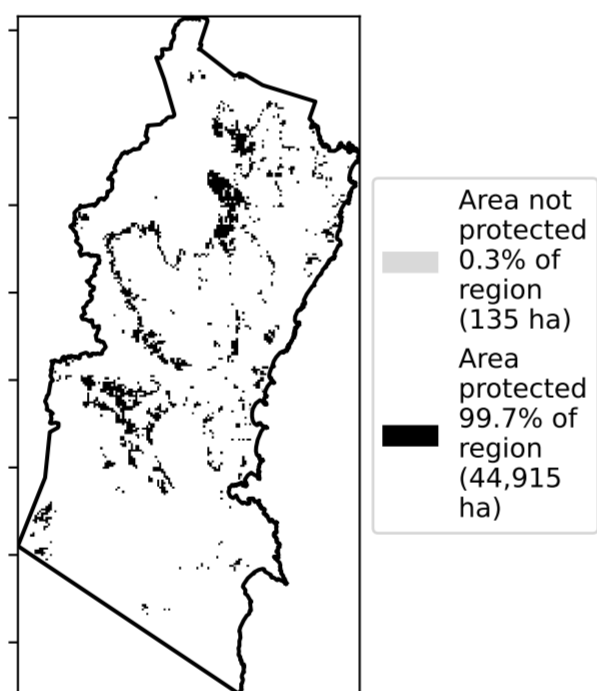 Area not
protected
0.3% of
region
(135 ha)
Area
protected
99.7% of
region
(44,915
ha)